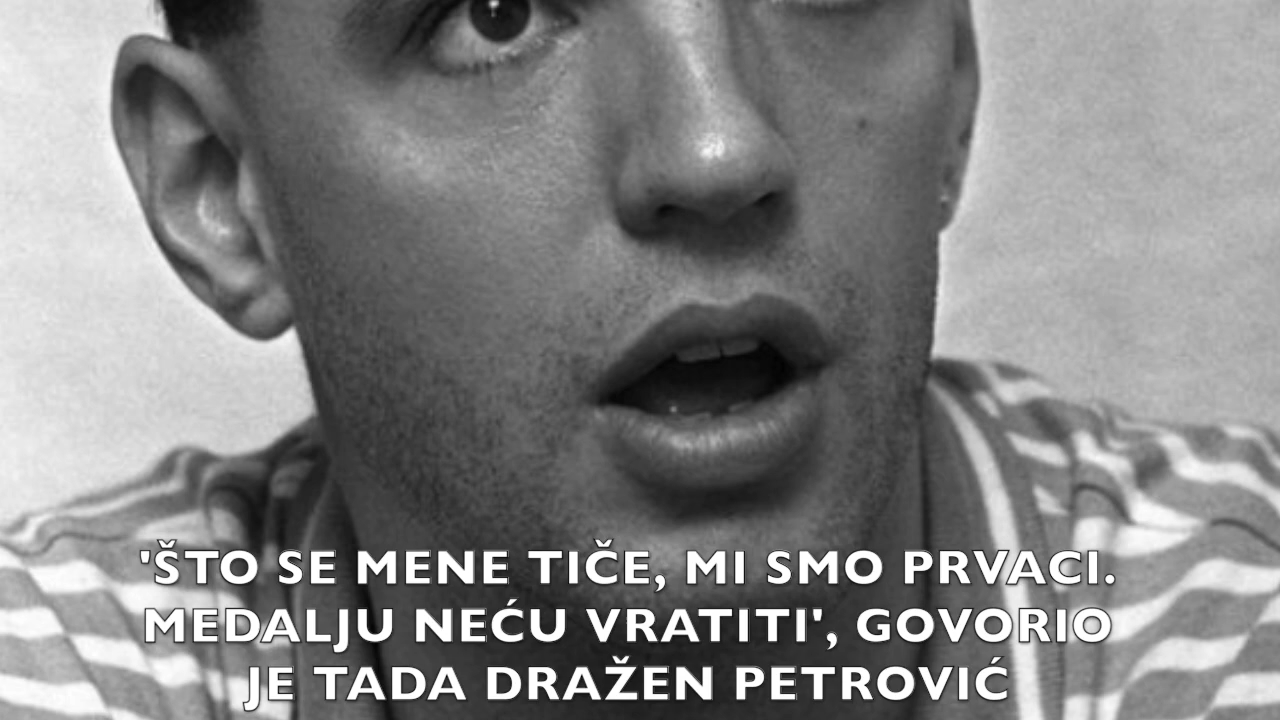 'ŠTO SE MENE TIČE, MI SMO PRVACI.
MEDALJU NEĆU VRATITI', GOVORIO
JE TADA DRAŽEN PETROVIĆ